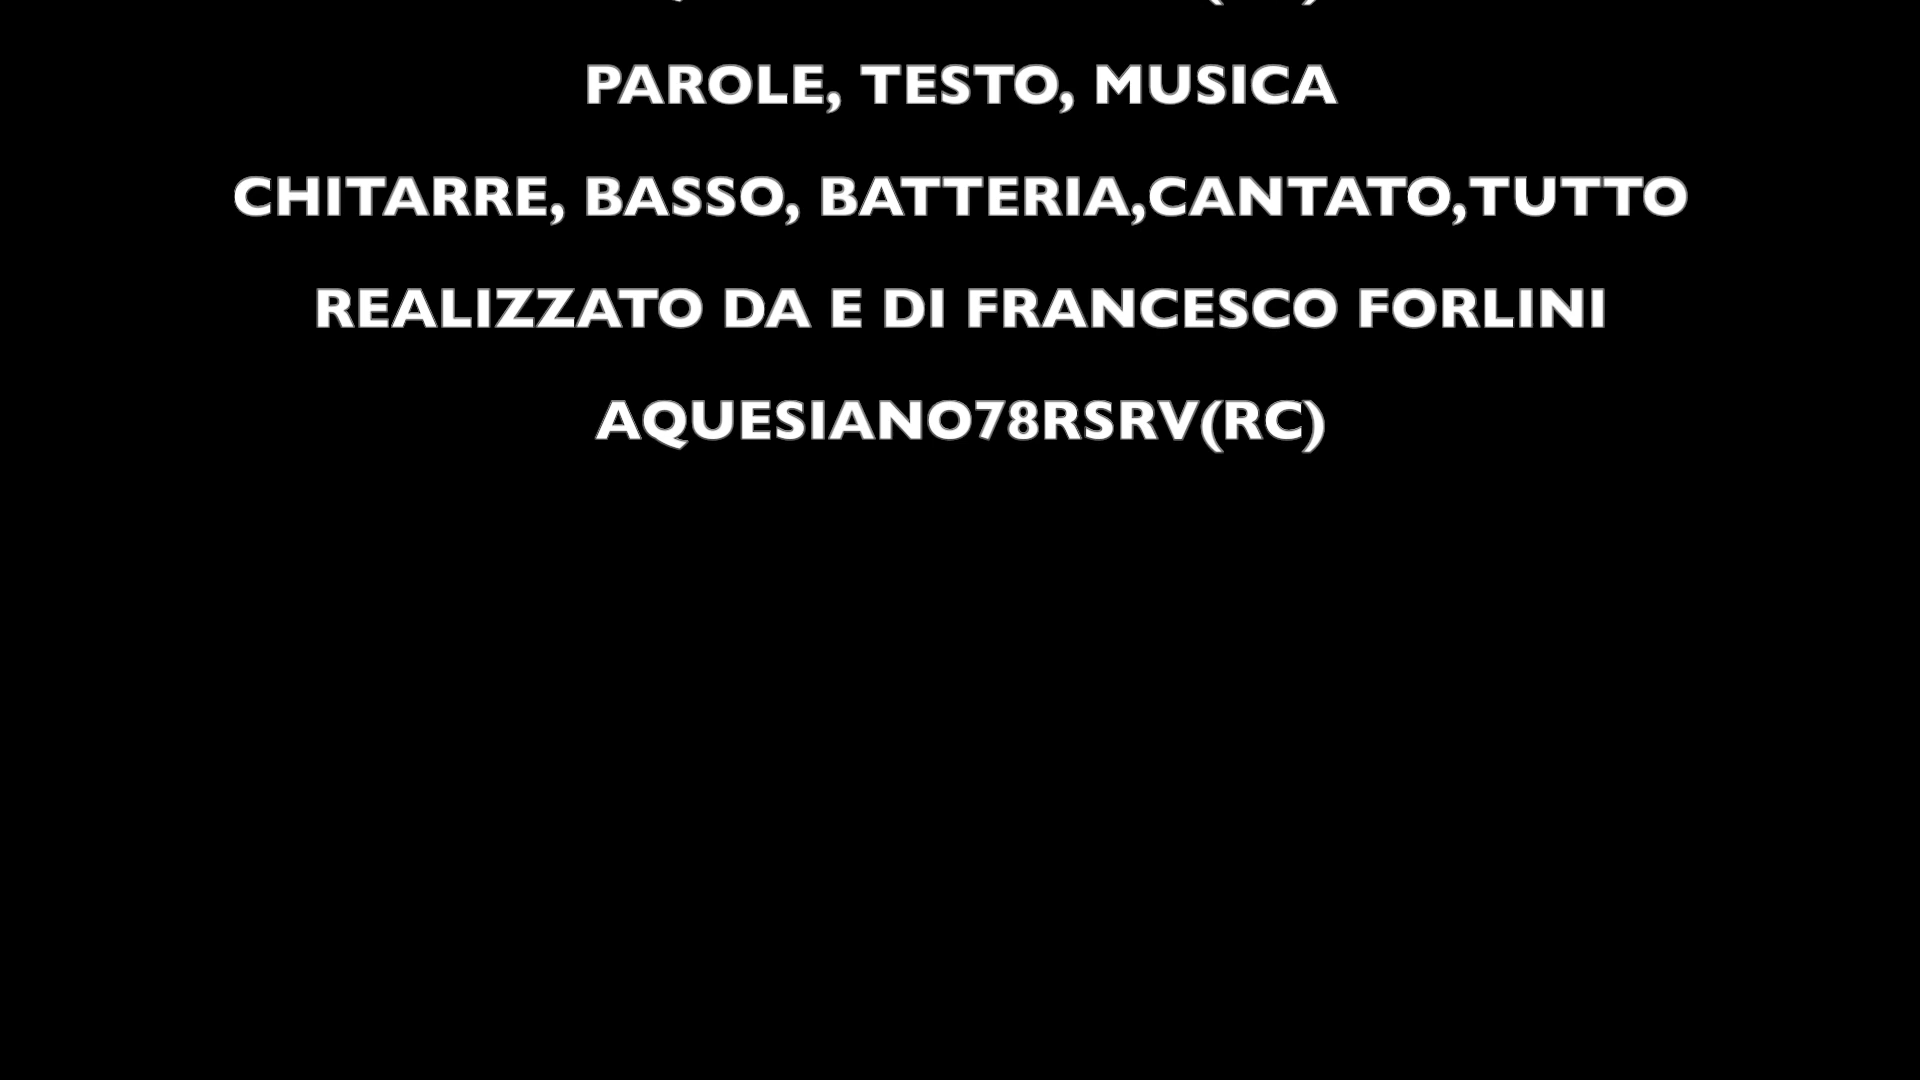 PAROLE, TESTO, MUSICA
CHITARRE, BASSO, BATTERIA,CANTATO,TUTTO
REALIZZATO DA E DI FRANCESCO FORLINI
AQUESIANO78RSRV(RC)